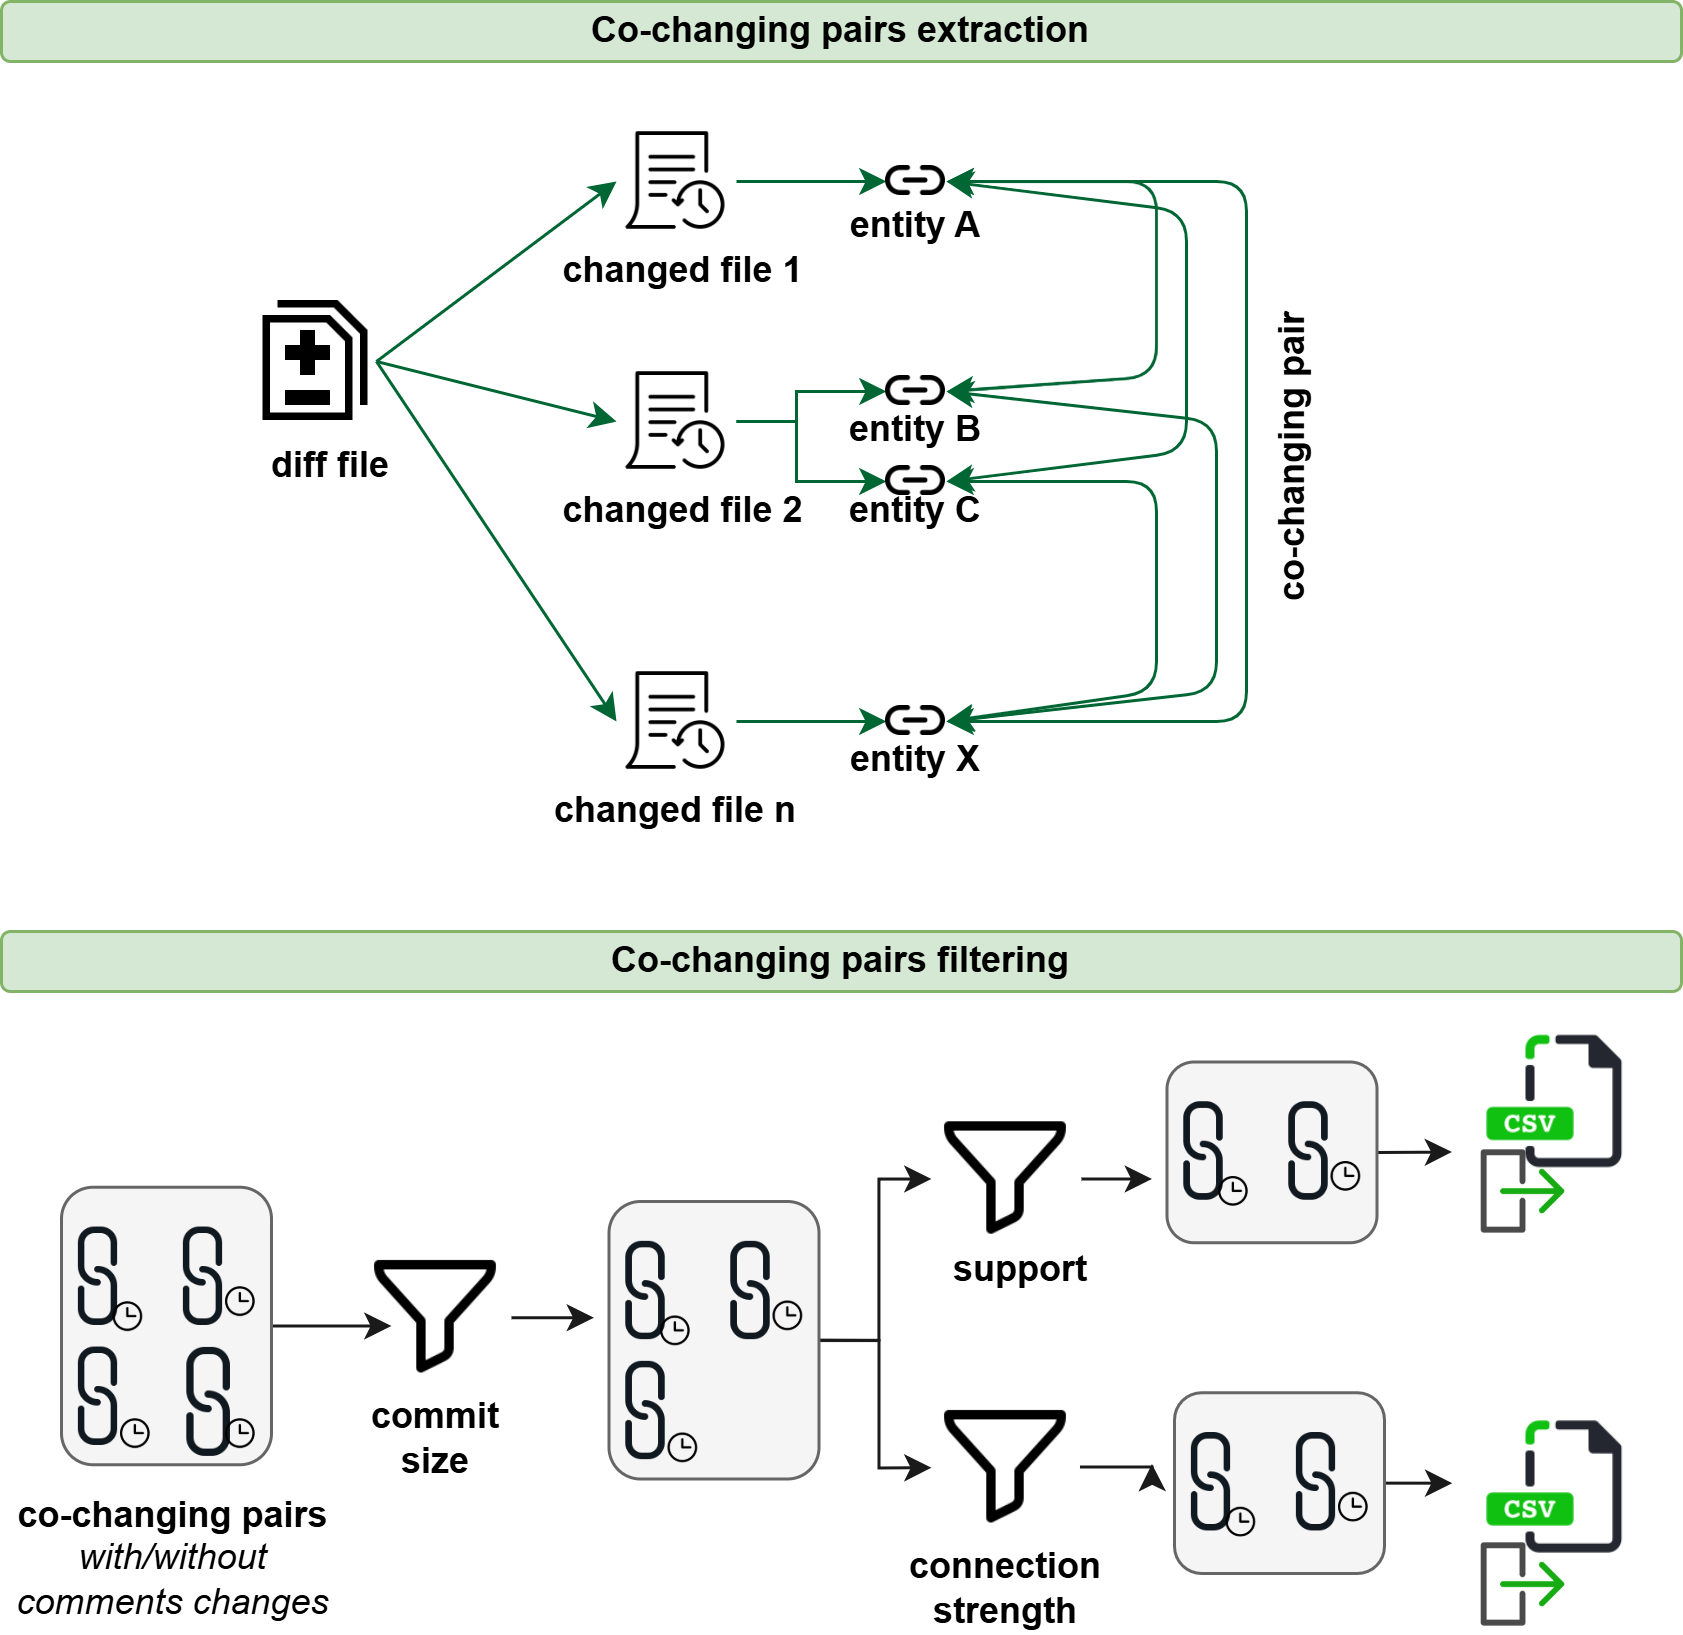 Co-changing pairs extraction
entity A
changed file 1
co-changing pair
entity B
diff file
changed file 2
entity C
entity X
changed file n
Co-changing pairs filtering
CSV
support
commit
size
co-changing pairs
with/without
comments changes
CSV
connection
strength